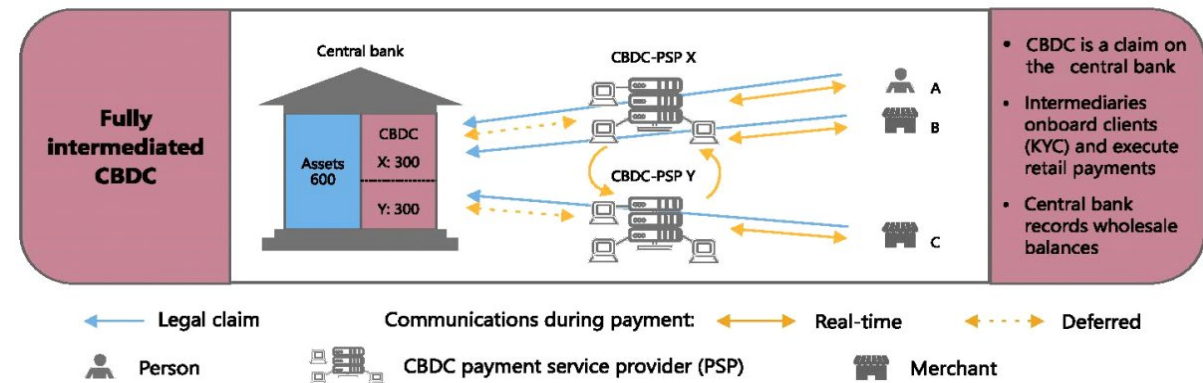 Fully
intermediated
CBDC
Central bank
Assets
600
CBDC
X: 300
Y: 300
CBDC-PSP X
CBDC-PSP Y
A
B
C
• CBDC is a claim on
the central bank
• Intermediaries
onboard clients
(KYC) and execute
retail payments
• Central bank
records wholesale
balances
Legal claim
Communications during payment:
Real-time
Deferred
Person
CBDC payment service provider (PSP)
Merchant